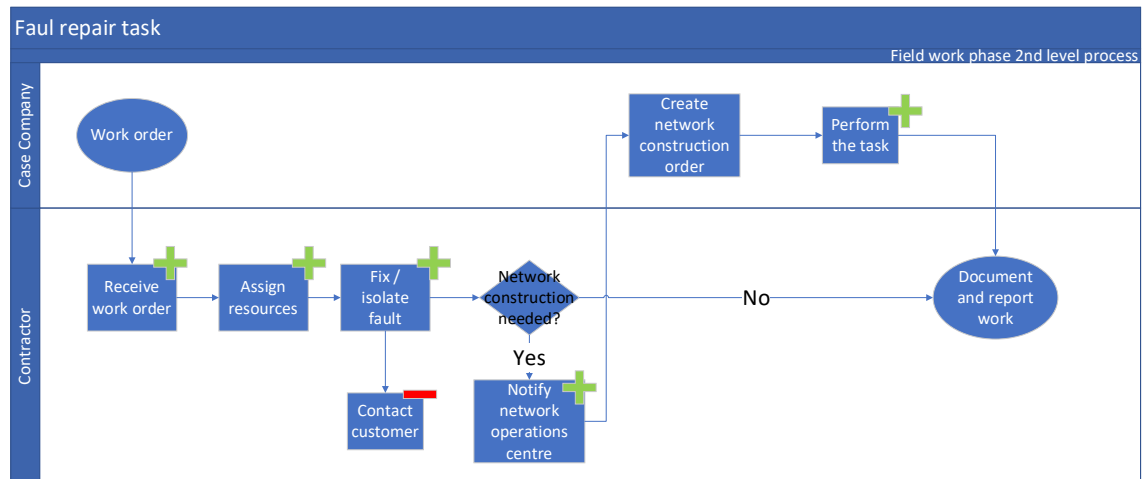 Faul repair task
Field work phase 2nd level process
Case Company
Work order
Create
network
construction
order
Perform
the task
Contractor
Receive
work order
Assign
resources
Fix /
isolate
fault
Network
construction
needed?
No
Document
and report
work
Yes
Contact
customer
Notify
network
operations
centre